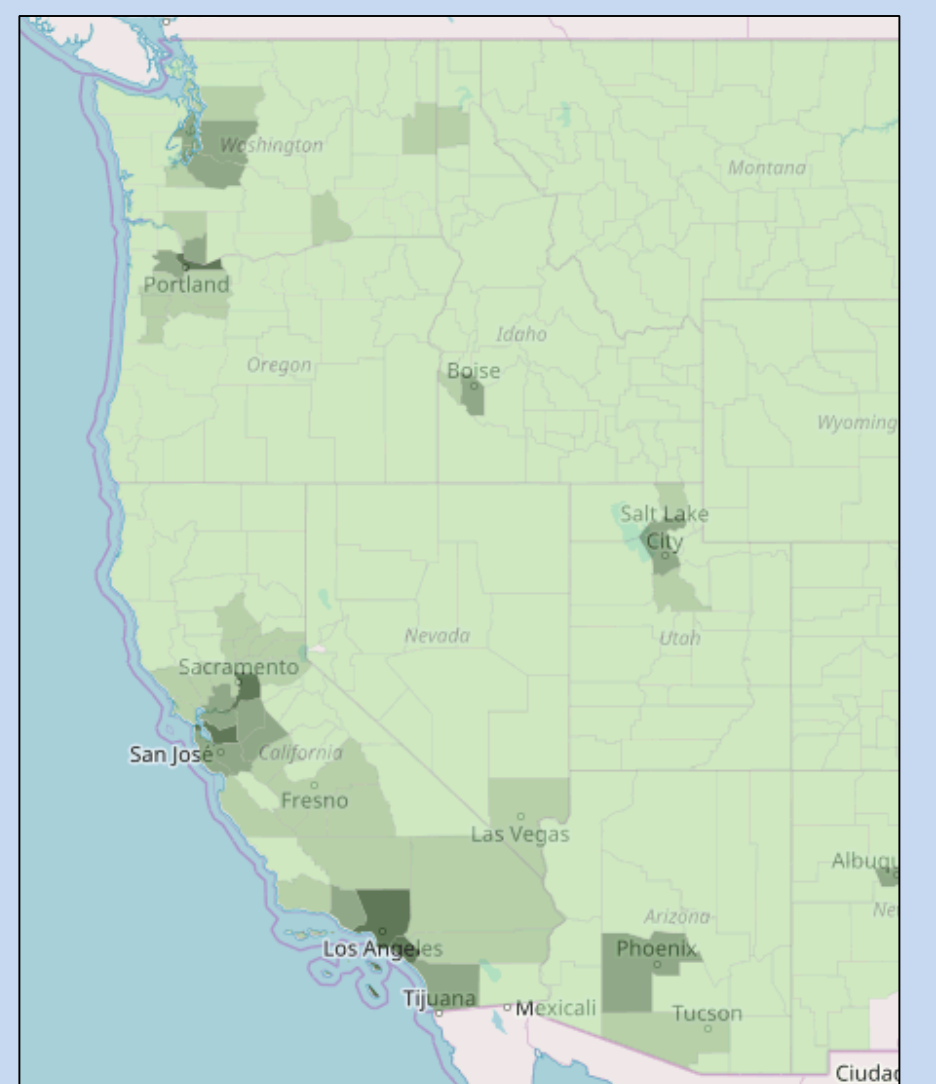 Washington
Montana
Portland
Idaho
Oregon
Boise
Wyoming
Salt Lake
City
Nevada
Utah
Sacramento
San José
California
Fresno
Las Vegas
Albuqu
Arizona
Ne
Los Angeles
Phoenix
Tijuana
Mexicali
Tucson
Ciudad